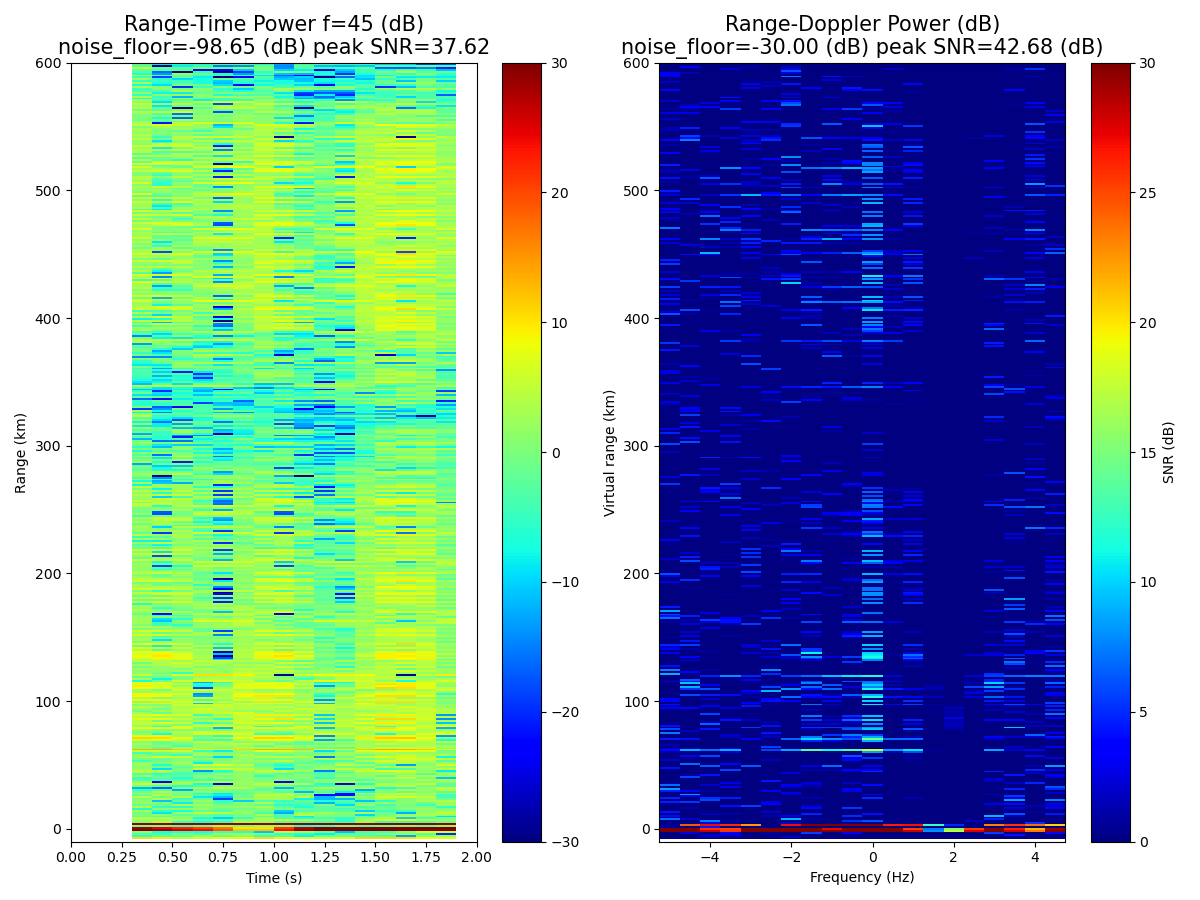 Range-Time Power f=45 (dB)
noise_floor=-98.65 (dB) peak SNR=37.62
Range-Doppler Power (dB)
noise_floor=-30.00 (dB) peak SNR=42.68 (dB)
Range (km)
600
500
400
300
200
100
0
0.00 0.25 0.50 0.75 1.00 1.25 1.50 1.75 2.00
Time (s)
30
20
10
0
−10
−20
−30
Virtual range (km)
600
500
400
300
200
100
0
−4 −2 0 2 4
Frequency (Hz)
30
25
20
15
10
5
0
SNR (dB)